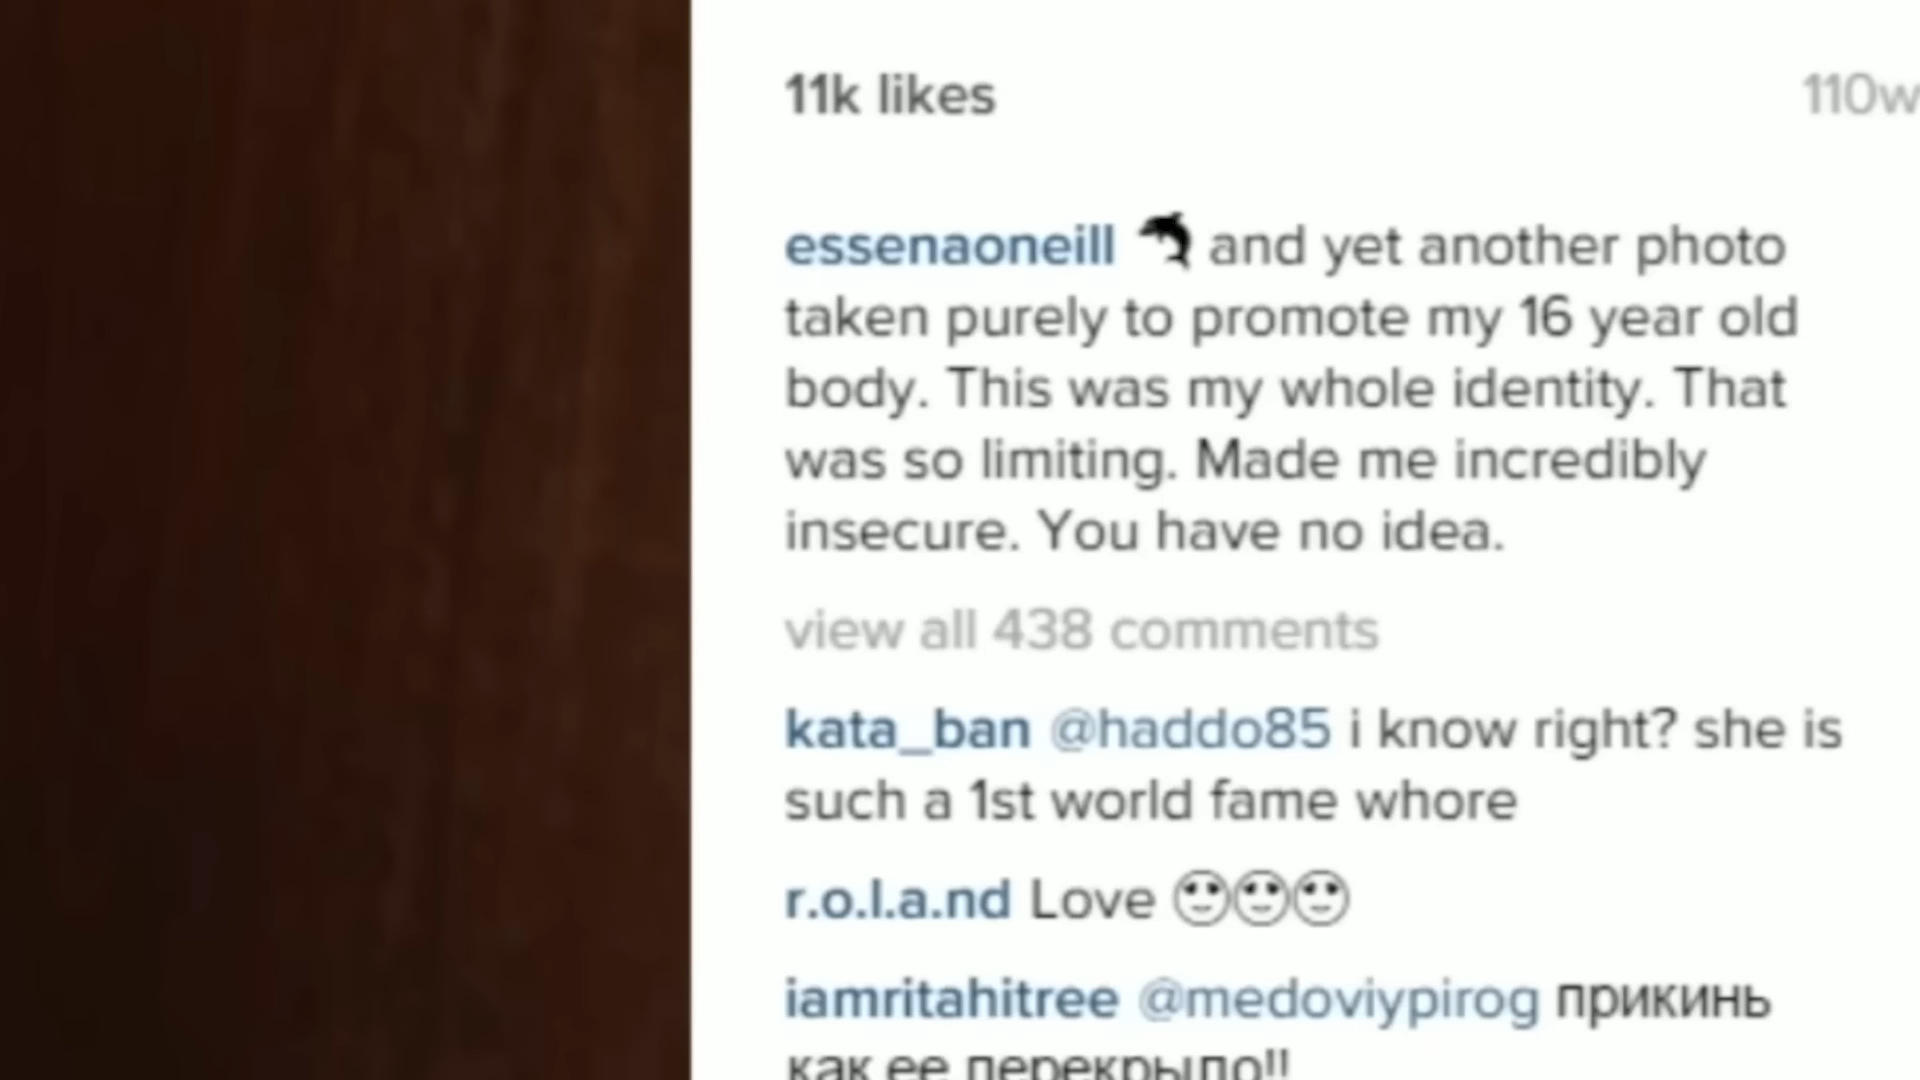 11k likes
110w
essenaoneill 🐬 and yet another photo
taken purely to promote my 16 year old
body. This was my whole identity. That
was so limiting. Made me incredibly
insecure. You have no idea.
view all 438 comments
kata_ban @haddo85 i know right? she is
such a 1st world fame whore
r.o.l.a.nd Love 😍😍😍
iamritahitree @medoviypirog прикинь
как ее перекрыло!!